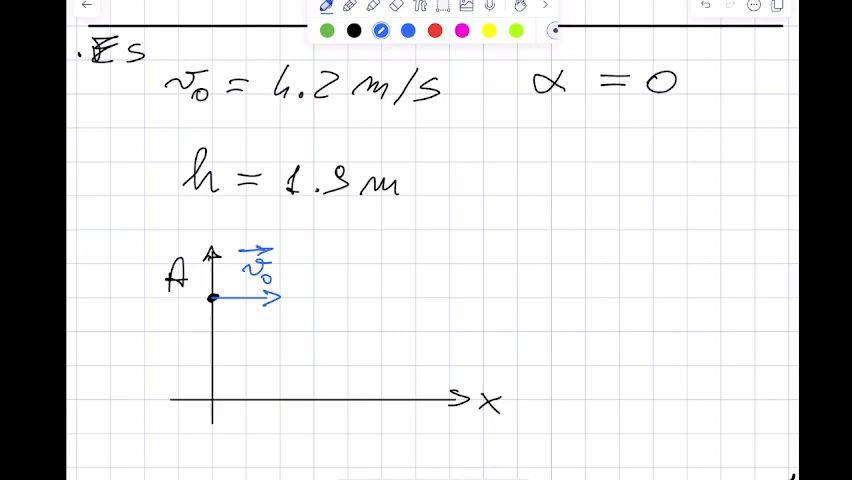 .Es
v₀ = 4.2 m/s α = 0
h = 1.9 m
A v₀
x